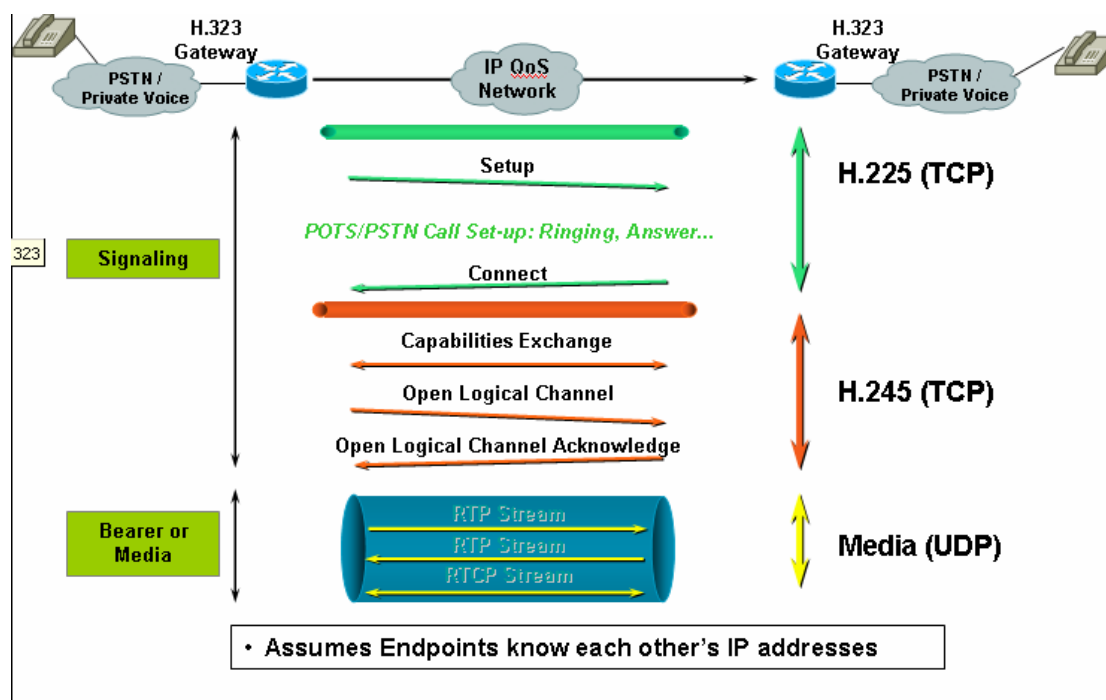 H.323
Gateway
PSTN /
Private Voice
IP QoS
Network
H.323
Gateway
PSTN /
Private Voice
Setup
H.225 (TCP)
POTS/PSTN Call Set-up: Ringing, Answer...
323
Signaling
Connect
Capabilities Exchange
Open Logical Channel
H.245 (TCP)
Open Logical Channel Acknowledge
Bearer or
Media
RTP Stream
RTP Stream
RTCP Stream
Media (UDP)
• Assumes Endpoints know each other's IP addresses